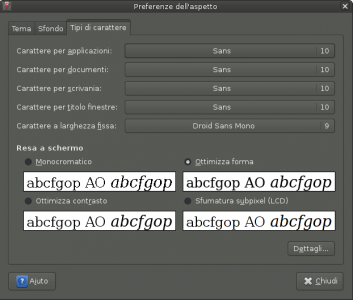 Preferenze dell'aspetto
Tema Sfondo Tipi di carattere
Carattere per applicazioni: Sans 10
Carattere per documenti: Sans 10
Carattere per scrivania: Sans 10
Carattere per titolo finestre: Sans 10
Carattere a larghezza fissa: Droid Sans Mono 9
Resa a schermo
Monocromatico Ottimizza forma
abcfgop AO abcfgop abcfgop AO abcfgop
Ottimizza contrasto Sfumatura subpixel (LCD)
abcfgop AO abcfgop abcfgop AO abcfgop
Dettagli...
Aiuto Chiudi